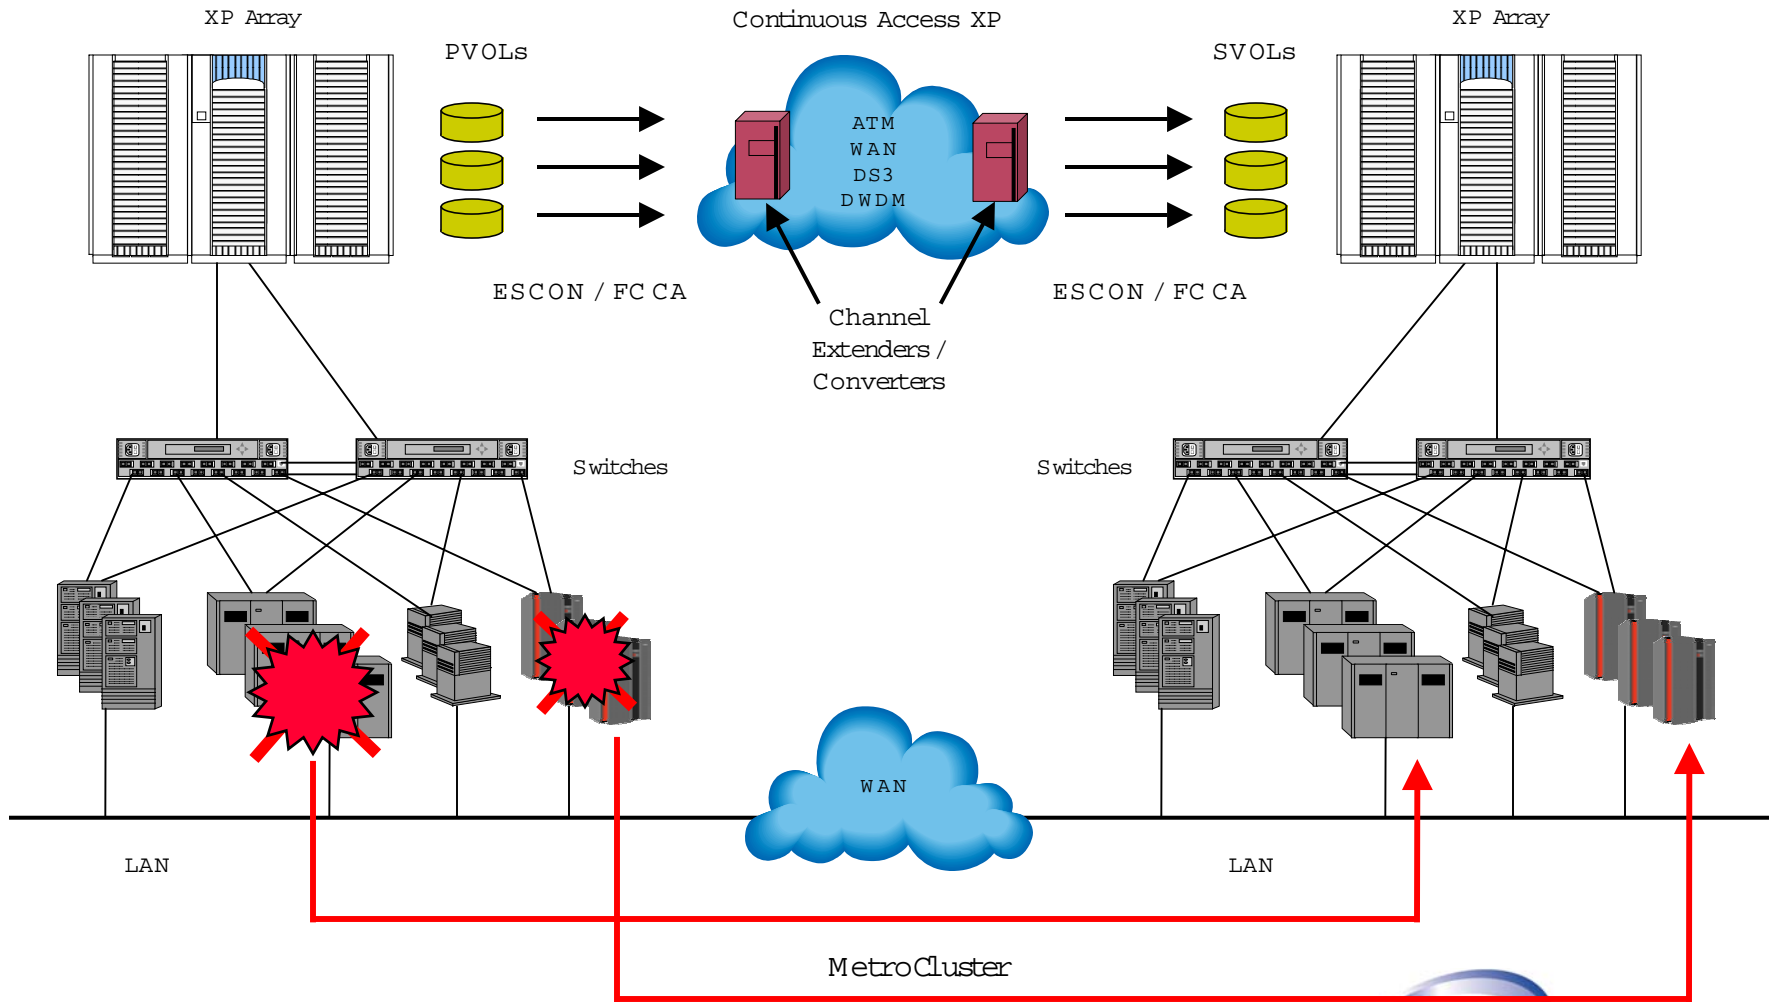 XP Array
Continuous Access XP
XP Array
PVOLs
SVOLs
ATM
WAN
DS3
DWDM
ESCON / FC CA
ESCON / FC CA
Channel
Extenders /
Converters
Switches
Switches
WAN
LAN
LAN
MetroCluster